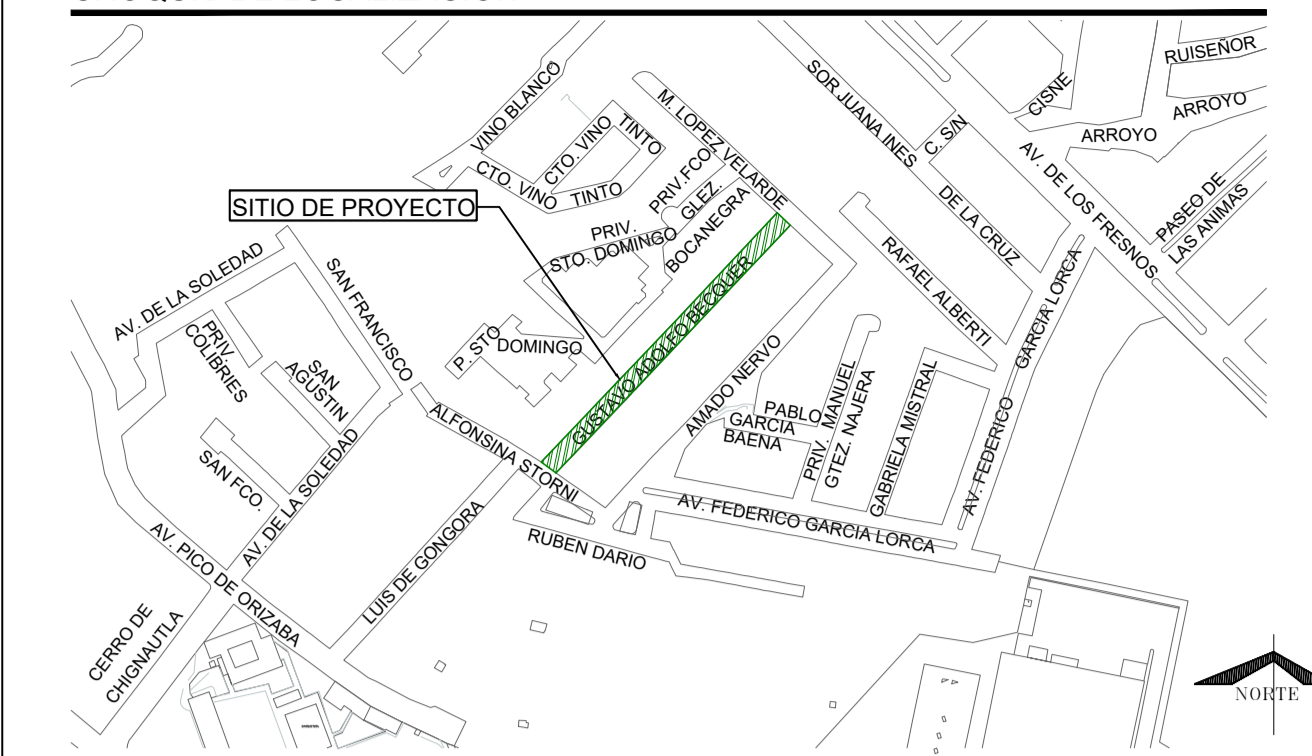 RUISEÑOR
CISNE
ARROYO
ARROYO
VINO BLANCO
M. LOPEZ VELARDE
SOR JUANA INES
DE LA CRUZ
C. S/N
AV. DE LOS FRESNOS
PASEO DE
LAS ANIMAS
CTO. VINO
TINTO
CTO. VINO
TINTO
PRIV.FCO
GLEZ.
BOCANEGRA
SITIO DE PROYECTO
PRIV.
STO. DOMINGO
RAFAEL ALBERTI
AV. DE LA SOLEDAD
SAN FRANCISCO
PRIV.
COLIBRIES
SAN
AGUSTIN
P. STO
DOMINGO
GUSTAVO ADOLFO BECQUER
AMADO NERVO
AV. FEDERICO GARCIA LORCA
PABLO
GARCIA
BAENA
PRIV. MANUEL
GTEZ. NAJERA
GABRIELA MISTRAL
ALFONSINA STORNI
SAN FCO.
AV. DE LA SOLEDAD
AV. FEDERICO GARCIA LORCA
RUBEN DARIO
LUIS DE GONGORA
AV. PICO DE ORIZABA
CERRO DE
CHIGNAUTLA
NORTE